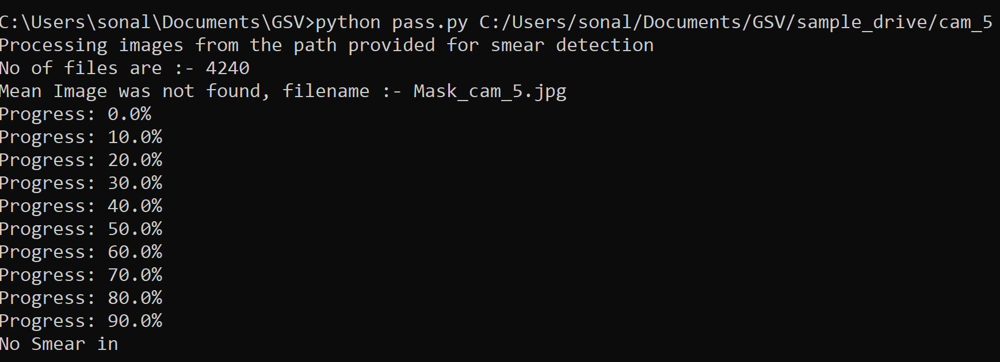 C:\Users\sonal\Documents\GSV>python pass.py C:/Users/sonal/Documents/GSV/sample_drive/cam_5
Processing images from the path provided for smear detection
No of files are :- 4240
Mean Image was not found, filename :- Mask_cam_5.jpg
Progress: 0.0%
Progress: 10.0%
Progress: 20.0%
Progress: 30.0%
Progress: 40.0%
Progress: 50.0%
Progress: 60.0%
Progress: 70.0%
Progress: 80.0%
Progress: 90.0%
No Smear in